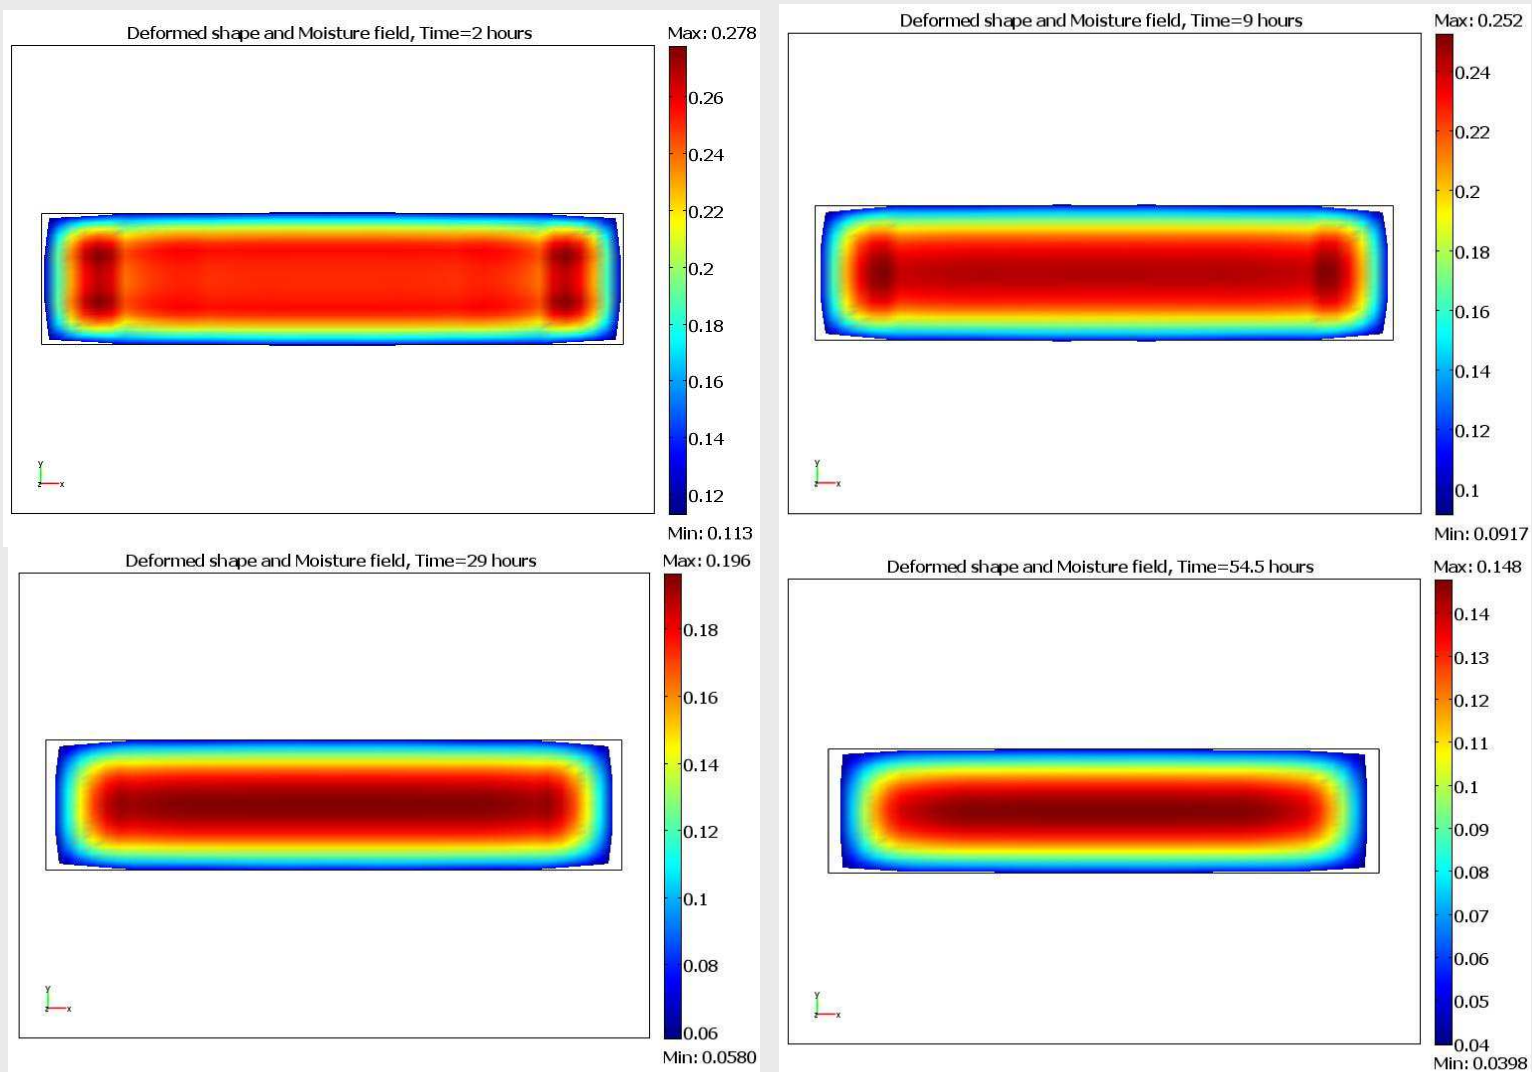 Deformed shape and Moisture field, Time=2 hours
Max: 0.278
0.26
0.24
0.22
0.2
0.18
0.16
0.14
0.12
Min: 0.113
y
z x
Deformed shape and Moisture field, Time=9 hours
Max: 0.252
0.24
0.22
0.2
0.18
0.16
0.14
0.12
0.1
Min: 0.0917
y
z x
Deformed shape and Moisture field, Time=29 hours
Max: 0.196
0.18
0.16
0.14
0.12
0.1
0.08
0.06
Min: 0.0580
y
z x
Deformed shape and Moisture field, Time=54.5 hours
Max: 0.148
0.14
0.13
0.12
0.11
0.1
0.09
0.08
0.07
0.06
0.05
0.04
Min: 0.0398
y
z x